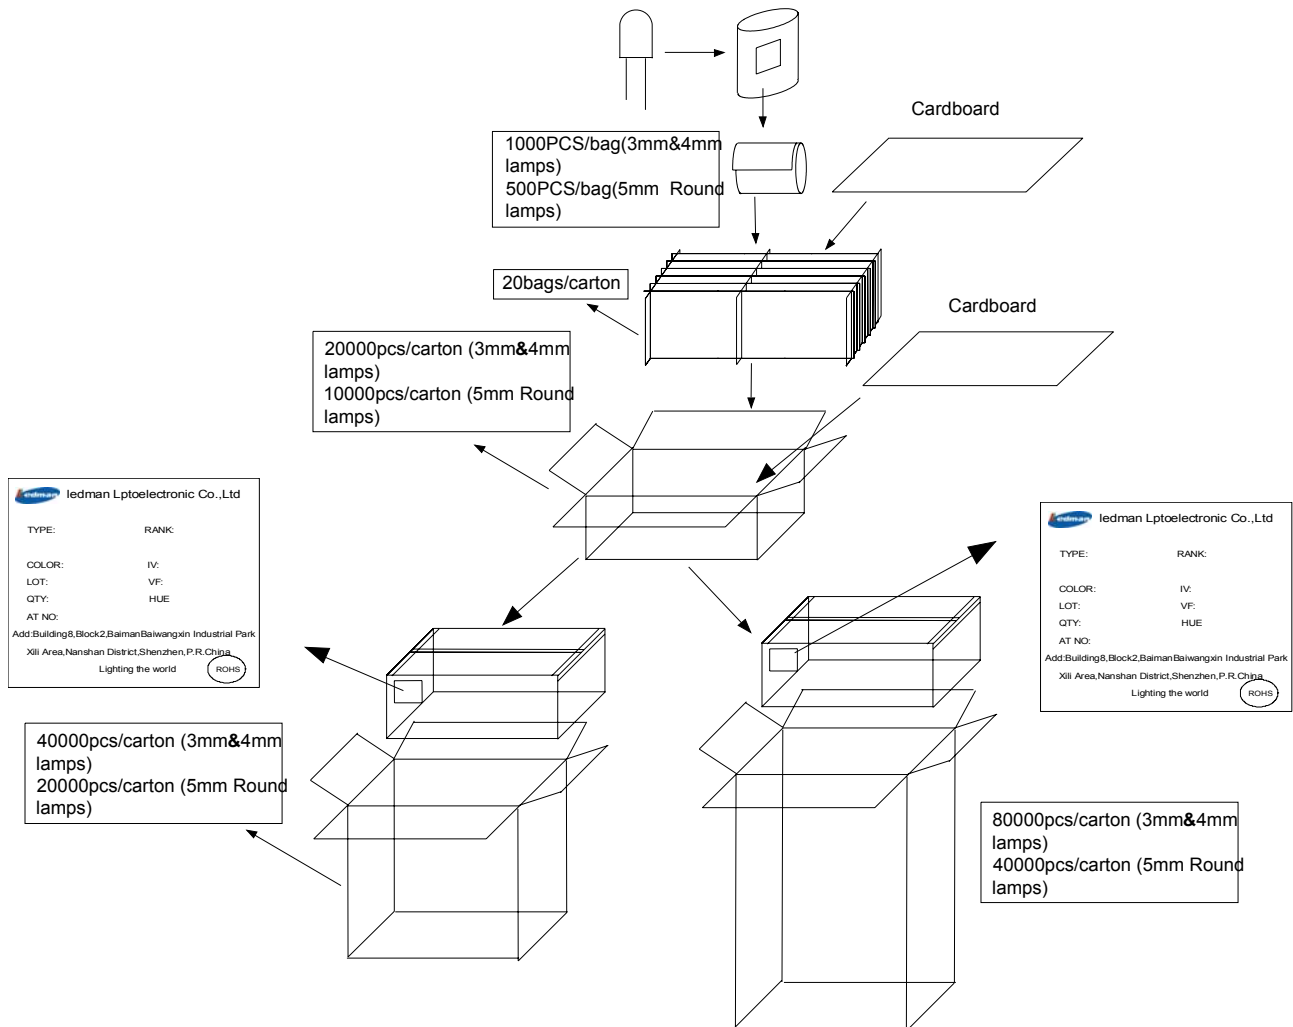 Cardboard
1000PCS/bag(3mm&4mm
lamps)
500PCS/bag(5mm Round
lamps)
20bags/carton
Cardboard
20000pcs/carton (3mm&4mm
lamps)
10000pcs/carton (5mm Round
lamps)
Ledman ledman Lptoelectronic Co.,Ltd
TYPE: RANK:
COLOR: IV:
LOT: VF:
QTY: HUE
AT NO:
Add:Building8,Block2,BaimanBaiwangxin Industrial Park
Xili Area,Nanshan District,Shenzhen,P.R.China
Lighting the world ROHS
Ledman ledman Lptoelectronic Co.,Ltd
TYPE: RANK:
COLOR: IV:
LOT: VF:
QTY: HUE
AT NO:
Add:Building8,Block2,BaimanBaiwangxin Industrial Park
Xili Area,Nanshan District,Shenzhen,P.R.China
Lighting the world ROHS
40000pcs/carton (3mm&4mm
lamps)
20000pcs/carton (5mm Round
lamps)
80000pcs/carton (3mm&4mm
lamps)
40000pcs/carton (5mm Round
lamps)